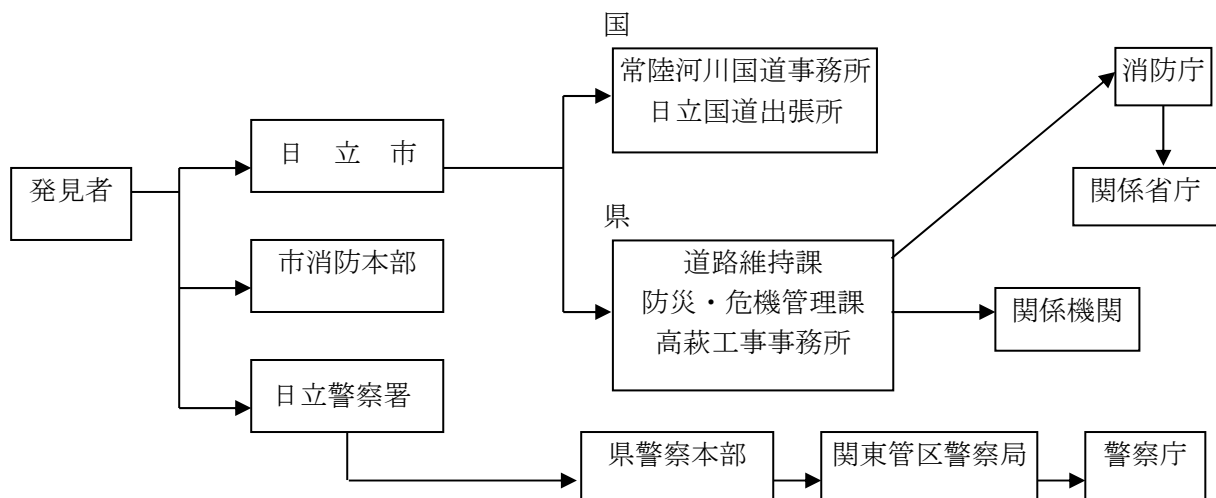 国
常陸河川国道事務所
日立国道出張所
消防庁
関係省庁
日　立　市
発見者
県
市消防本部
道路維持課
防災・危機管理課
高萩工事事務所
関係機関
日立警察署
県警察本部
関東管区警察局
警察庁